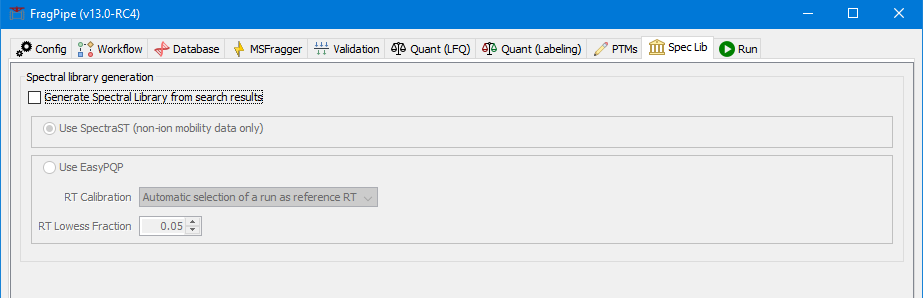 FragPipe (v13.0-RC4)
Config Workflow Database MSFragger Validation Quant (LFQ) Quant (Labeling) PTMs Spec Lib Run
Spectral library generation
Generate Spectral Library from search results
Use SpectraST (non-ion mobility data only)
Use EasyPQP
RT Calibration Automatic selection of a run as reference RT
RT Lowess Fraction 0.05